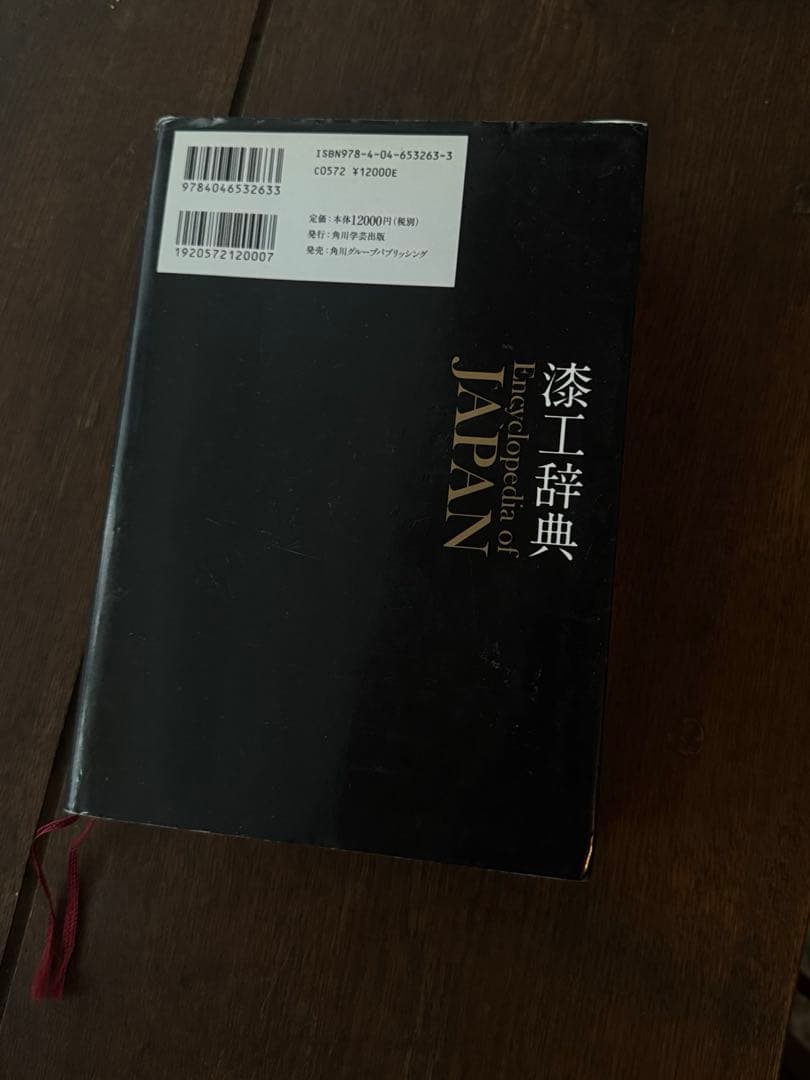 ISBN978-4-04-653263-3
C0572 ¥12000E
9784046532633
定価:本体12000円(税別)
発行:角川学芸出版
発売:角川グループパブリッシング
1920572120007
漆工辞典
Encyclopedia of
JAPAN